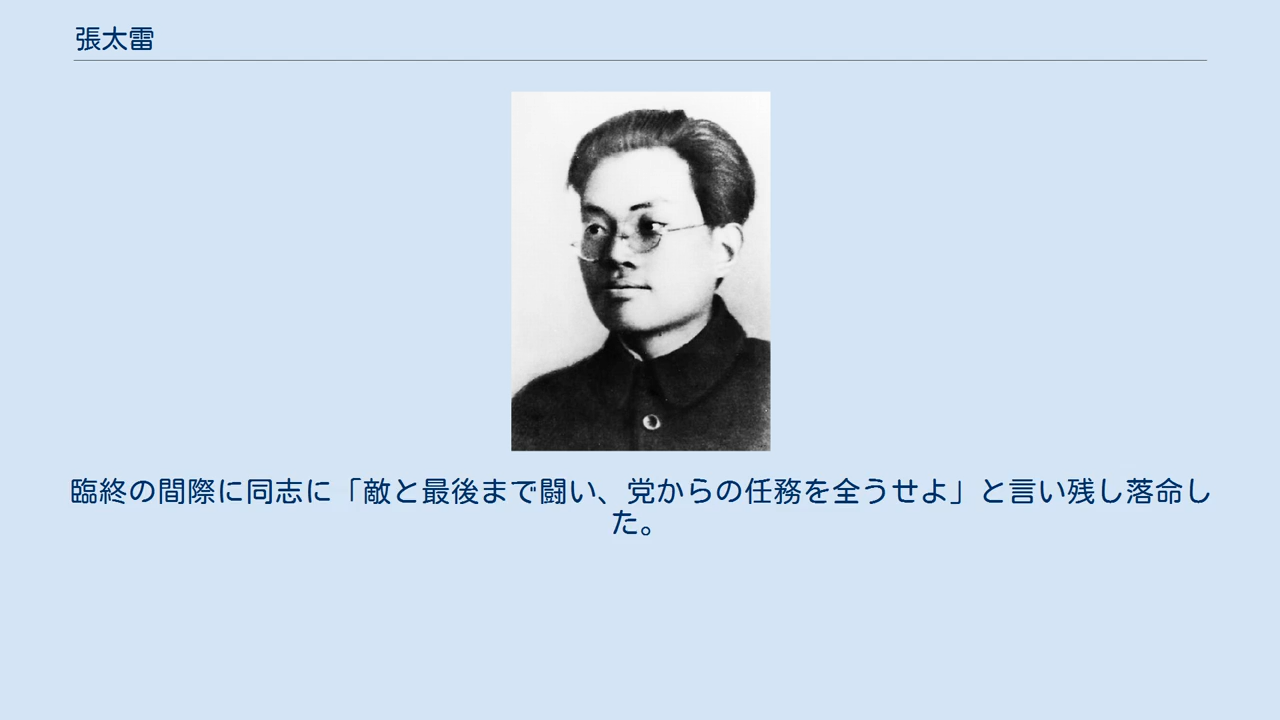 張太雷
臨終の間際に同志に「敵と最後まで闘い、党からの任務を全うせよ」と言い残し落命し
た。